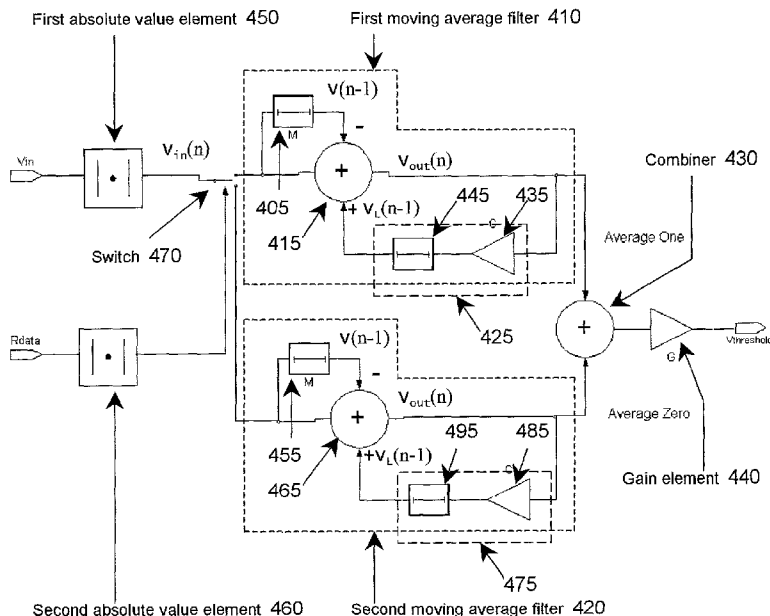 First absolute value element 450
First moving average filter 410
v(n-1)
M
-
Vin
| • |
vin(n)
+
vout(n)
Combiner 430
405
+ vL(n-1)
445
435
415
Switch 470
Average One
425
Rdata
| • |
+
G
Vthreshold
v(n-1)
M
-
+
vout(n)
Average Zero
455
+vL(n-1)
495
485
465
Gain element 440
475
Second absolute value element 460
Second moving average filter 420